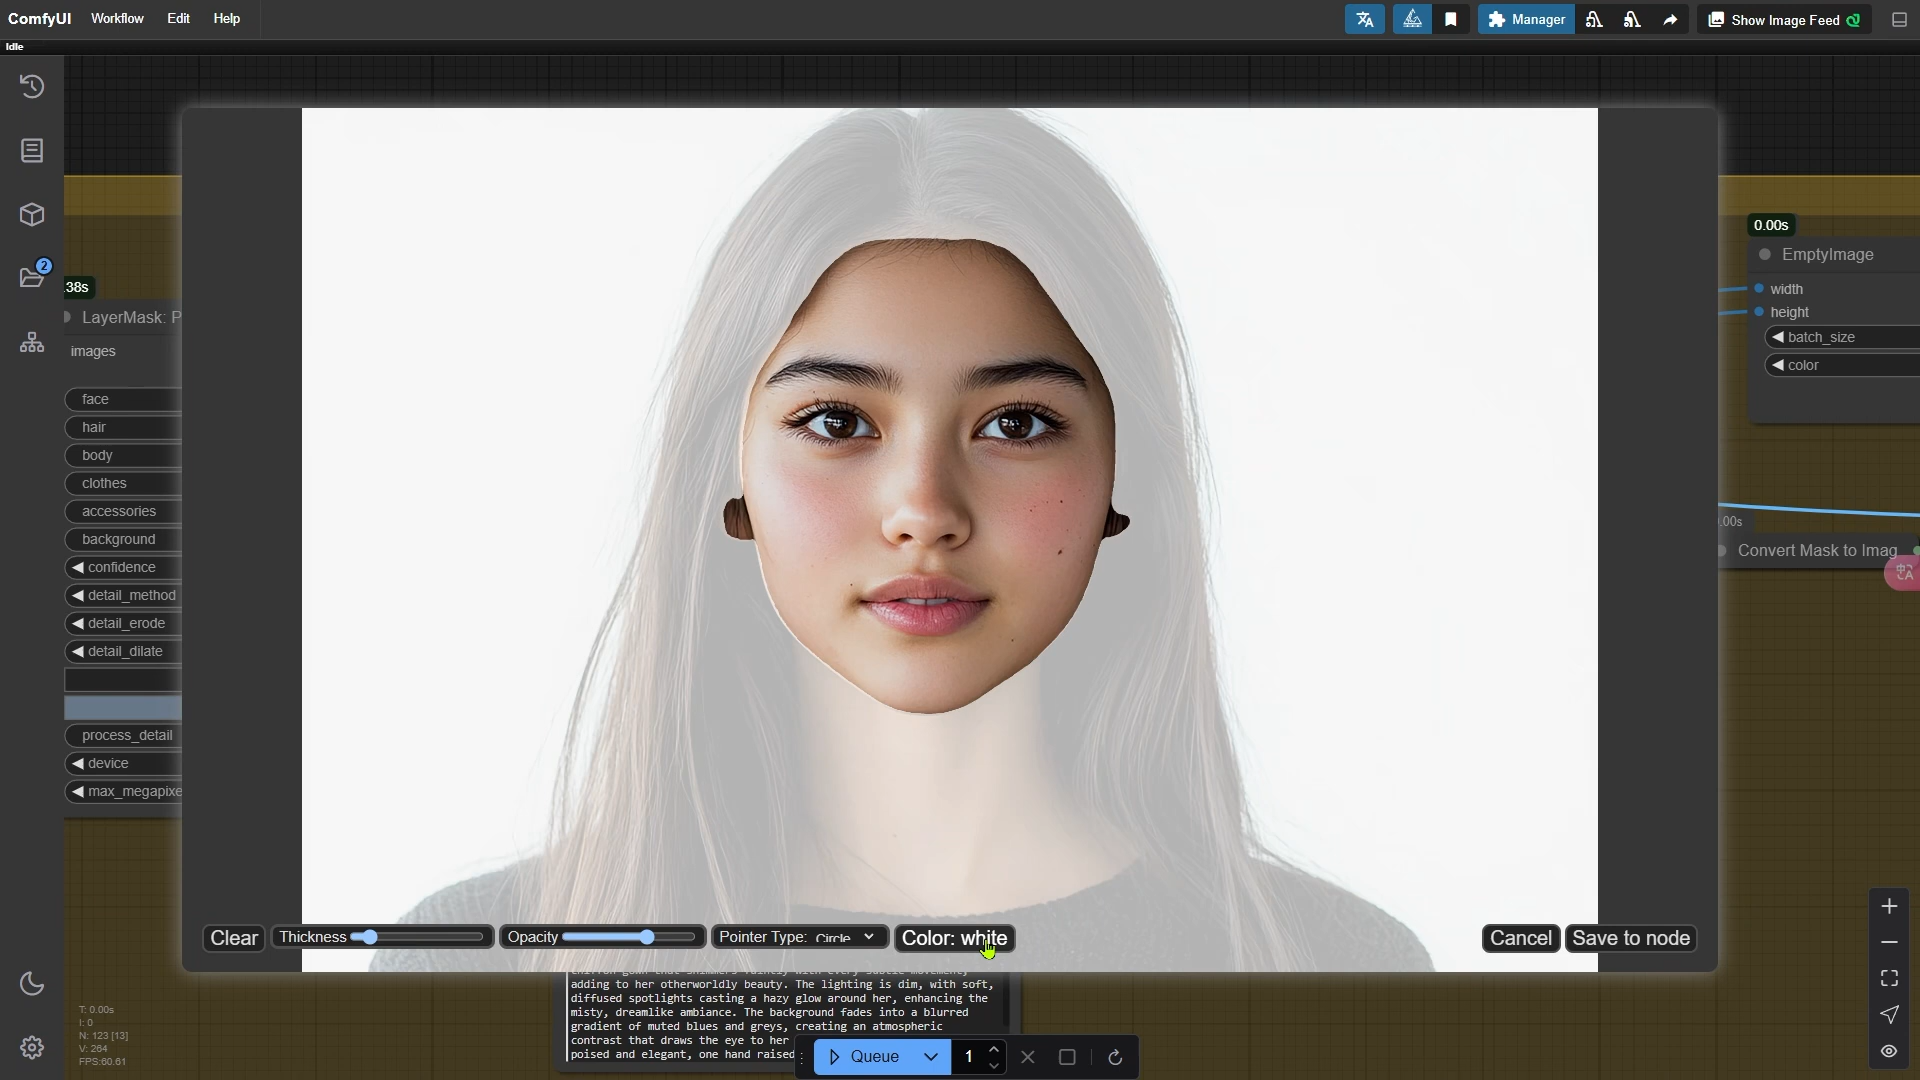 ComfyUI Workflow Edit Help
Manager
Show Image Feed
Idle
2
.38s
LayerMask: P
images
face
hair
body
clothes
accessories
background
confidence
detail_method
detail_erode
detail_dilate
process_detail
device
max_megapixe
0.00s
EmptyImage
width
height
batch_size
color
.00s
Convert Mask to Imag
Clear Thickness Opacity Pointer Type: Circle Color: white Cancel Save to node
adding to her otherworldly beauty. The lighting is dim, with soft,
diffused spotlights casting a hazy glow around her, enhancing the
misty, dreamlike ambiance. The background fades into a blurred
gradient of muted blues and greys, creating an atmospheric
contrast that draws the eye to her
poised and elegant, one hand raised
T: 0.00s
I: 0
N: 123 [13]
V: 264
FPS:60.61
Queue 1